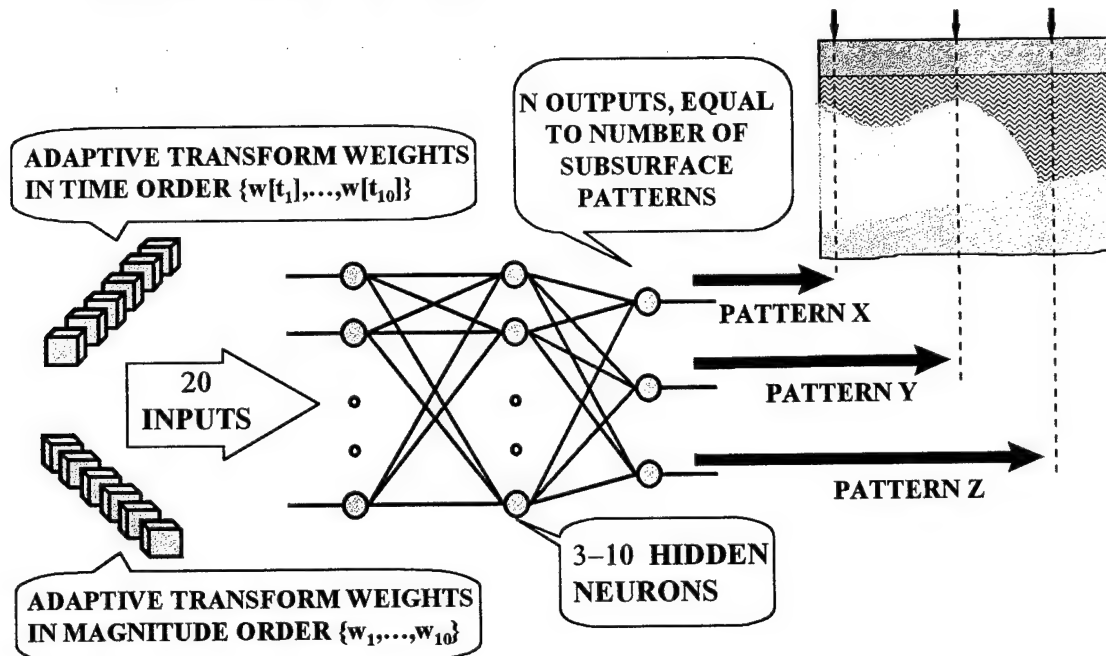 N OUTPUTS, EQUAL
TO NUMBER OF
SUBSURFACE
PATTERNS
ADAPTIVE TRANSFORM WEIGHTS
IN TIME ORDER {w[t₁],...,w[t₁₀]}
20
INPUTS
PATTERN X
PATTERN Y
PATTERN Z
3–10 HIDDEN
NEURONS
ADAPTIVE TRANSFORM WEIGHTS
IN MAGNITUDE ORDER {w₁,...,w₁₀}